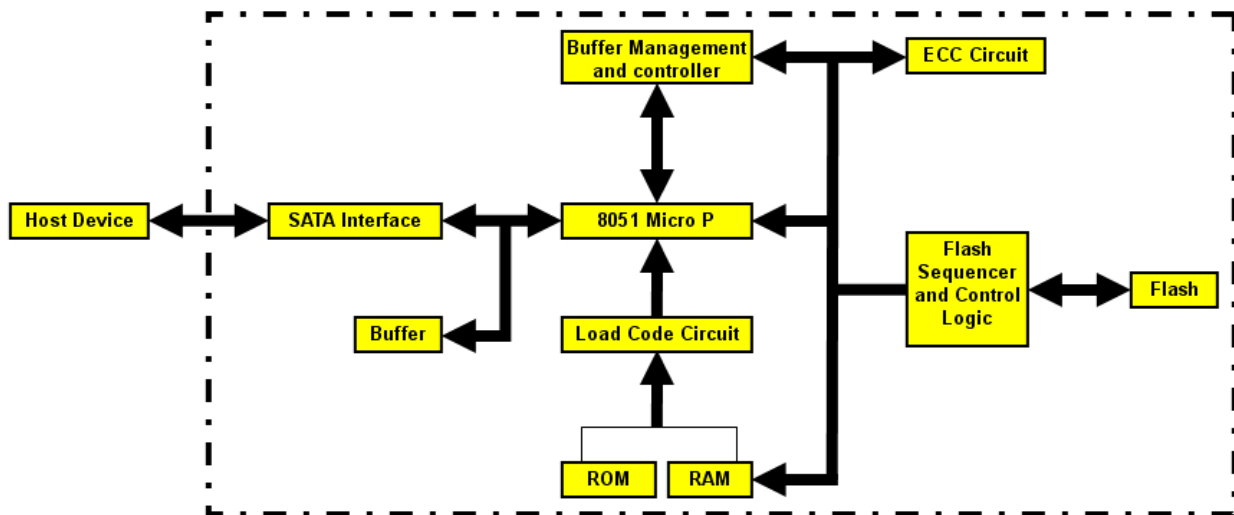 Buffer Management
and controller
ECC Circuit
Host Device
SATA Interface
8051 Micro P
Flash
Sequencer
and Control
Logic
Flash
Buffer
Load Code Circuit
ROM
RAM